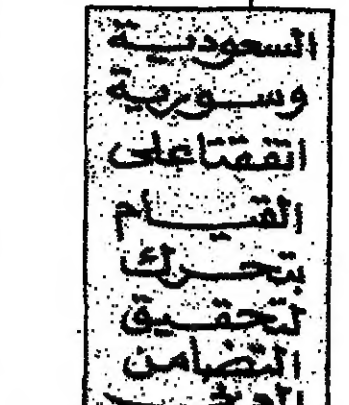 السعودية
وسورية
اتفقتا على
القيام
بتحرك
لتحقيق
التضامن